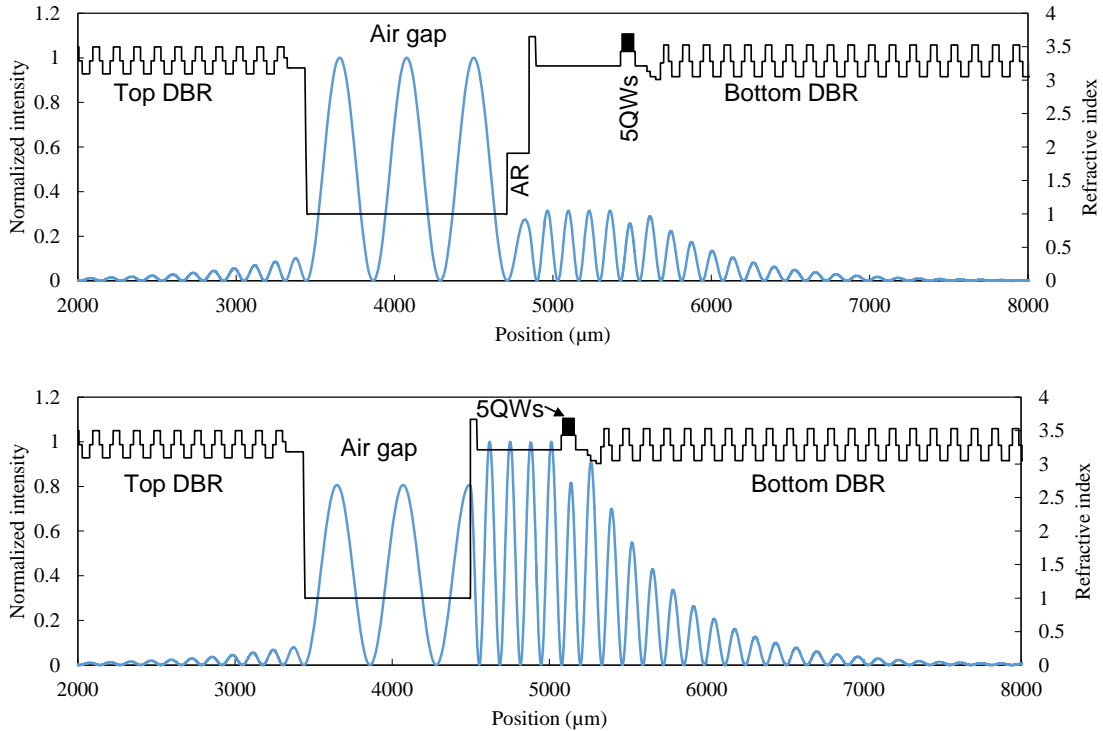 1.2 4
Air gap
1 3.5
Top DBR 5QWs Bottom DBR
0.8 3
2.5
0.6 2
AR
0.4 1.5
1
0.2 0.5
0 0
Normalized intensity
Refractive index
2000 3000 4000 5000 6000 7000 8000
Position (µm)
1.2 4
5QWs
1 3.5
Air gap
Top DBR Bottom DBR
0.8 3
2.5
0.6 2
0.4 1.5
1
0.2 0.5
0 0
Normalized intensity
Refractive index
2000 3000 4000 5000 6000 7000 8000
Position (µm)